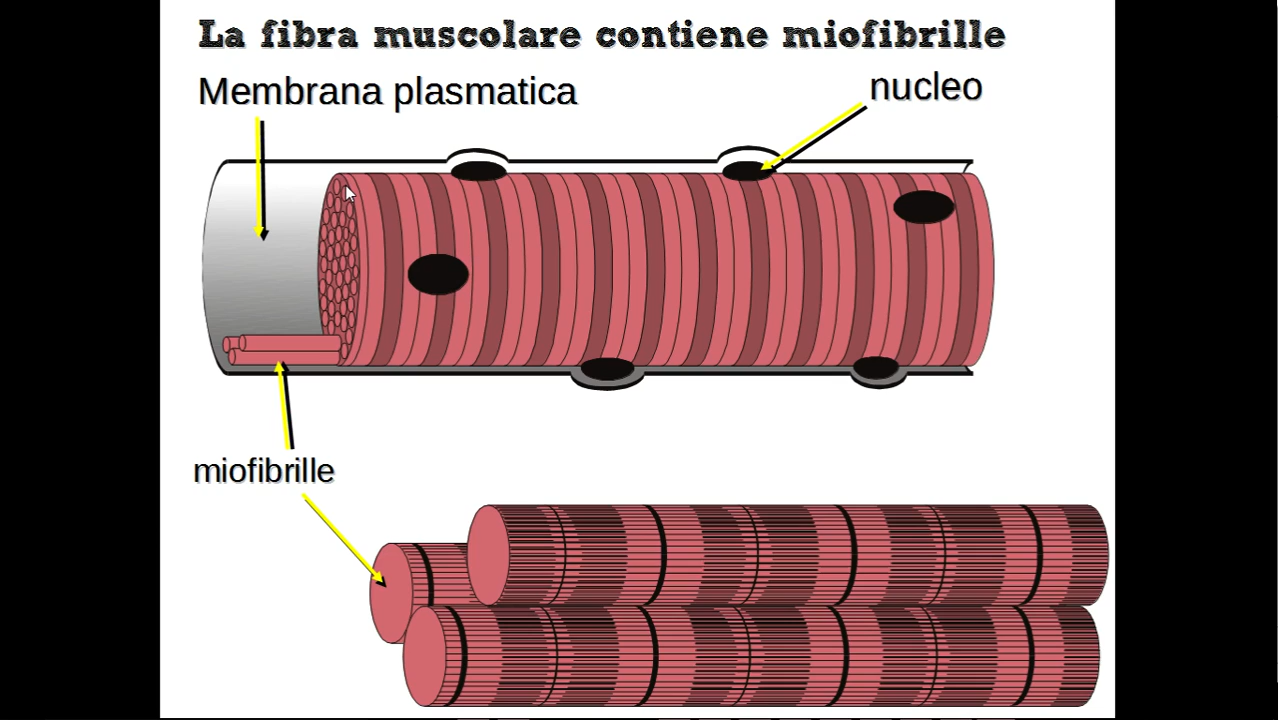 La fibra muscolare contiene miofibrille
Membrana plasmatica
nucleo
miofibrille